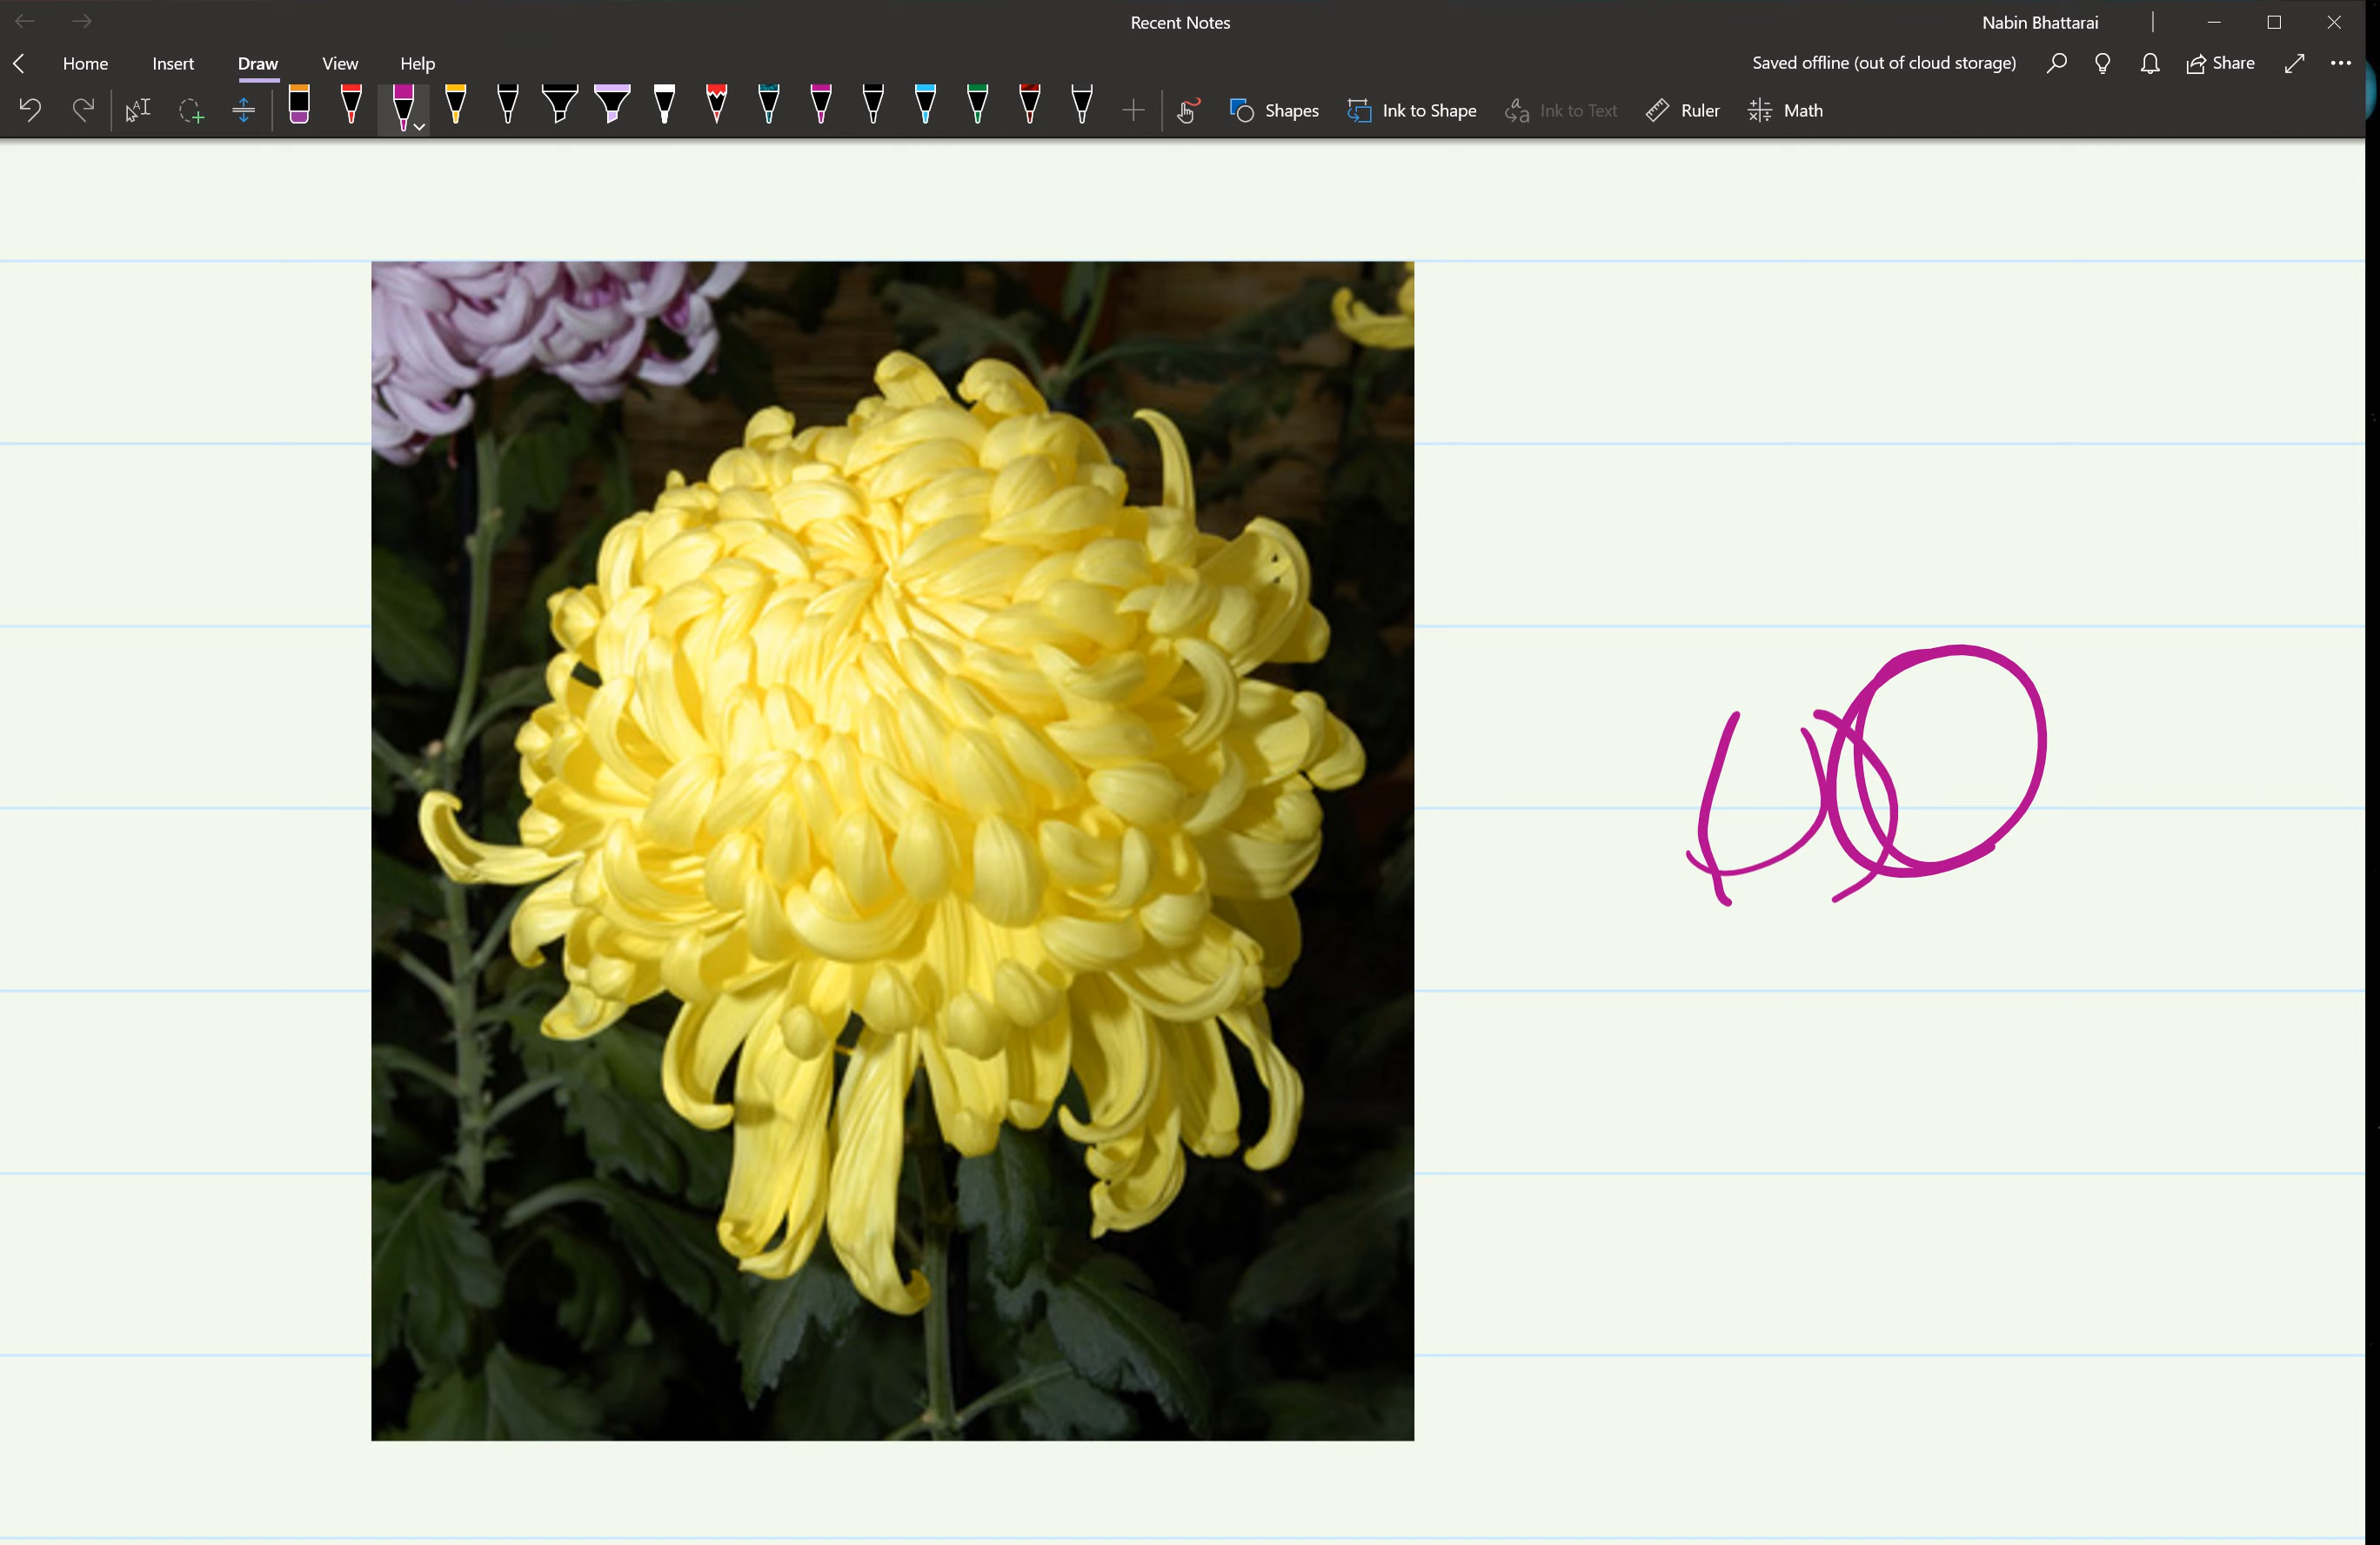 Recent Notes
Nabin Bhattarai
Home Insert Draw View Help
Saved offline (out of cloud storage)
Share
Shapes
Ink to Shape
Ink to Text
Ruler
Math